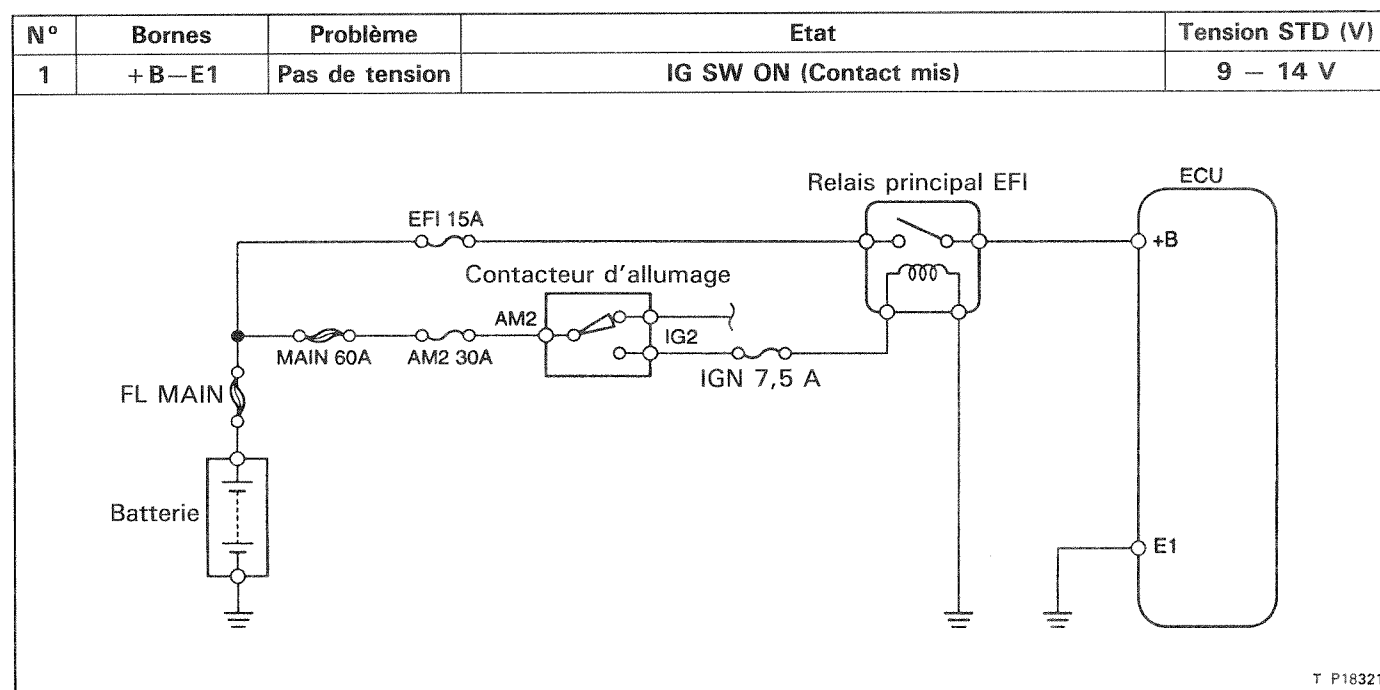 N° Bornes Problème Etat Tension STD (V)
1 +B–E1 Pas de tension IG SW ON (Contact mis) 9 – 14 V
Relais principal EFI
ECU
EFI 15A
+B
Contacteur d'allumage
AM2
IG2
MAIN 60A
AM2 30A
IGN 7,5 A
FL MAIN
Batterie
E1
T P18321